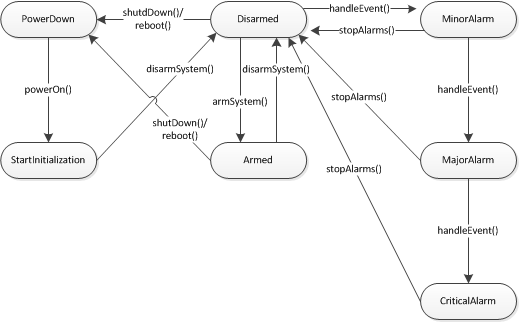 PowerDown
shutdDown()/
reboot()
Disarmed
handleEvent()
stopAlarms()
MinorAlarm
powerOn()
disarmSystem()
disarmSystem()
armSystem()
stopAlarms()
handleEvent()
shutDown()/
reboot()
StartInitialization
Armed
stopAlarms()
MajorAlarm
handleEvent()
CriticalAlarm